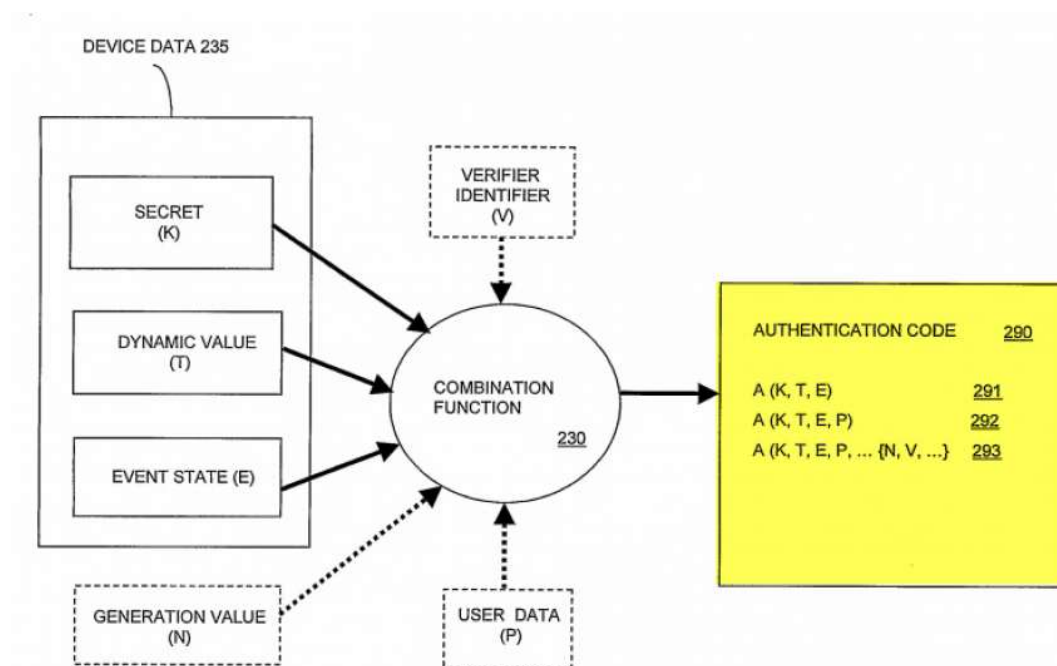 DEVICE DATA 235
SECRET
(K)
DYNAMIC VALUE
(T)
EVENT STATE (E)
GENERATION VALUE
(N)
VERIFIER
IDENTIFIER
(V)
COMBINATION
FUNCTION
230
USER DATA
(P)
AUTHENTICATION CODE 290
A (K, T, E) 291
A (K, T, E, P) 292
A (K, T, E, P, ... {N, V, ...} 293